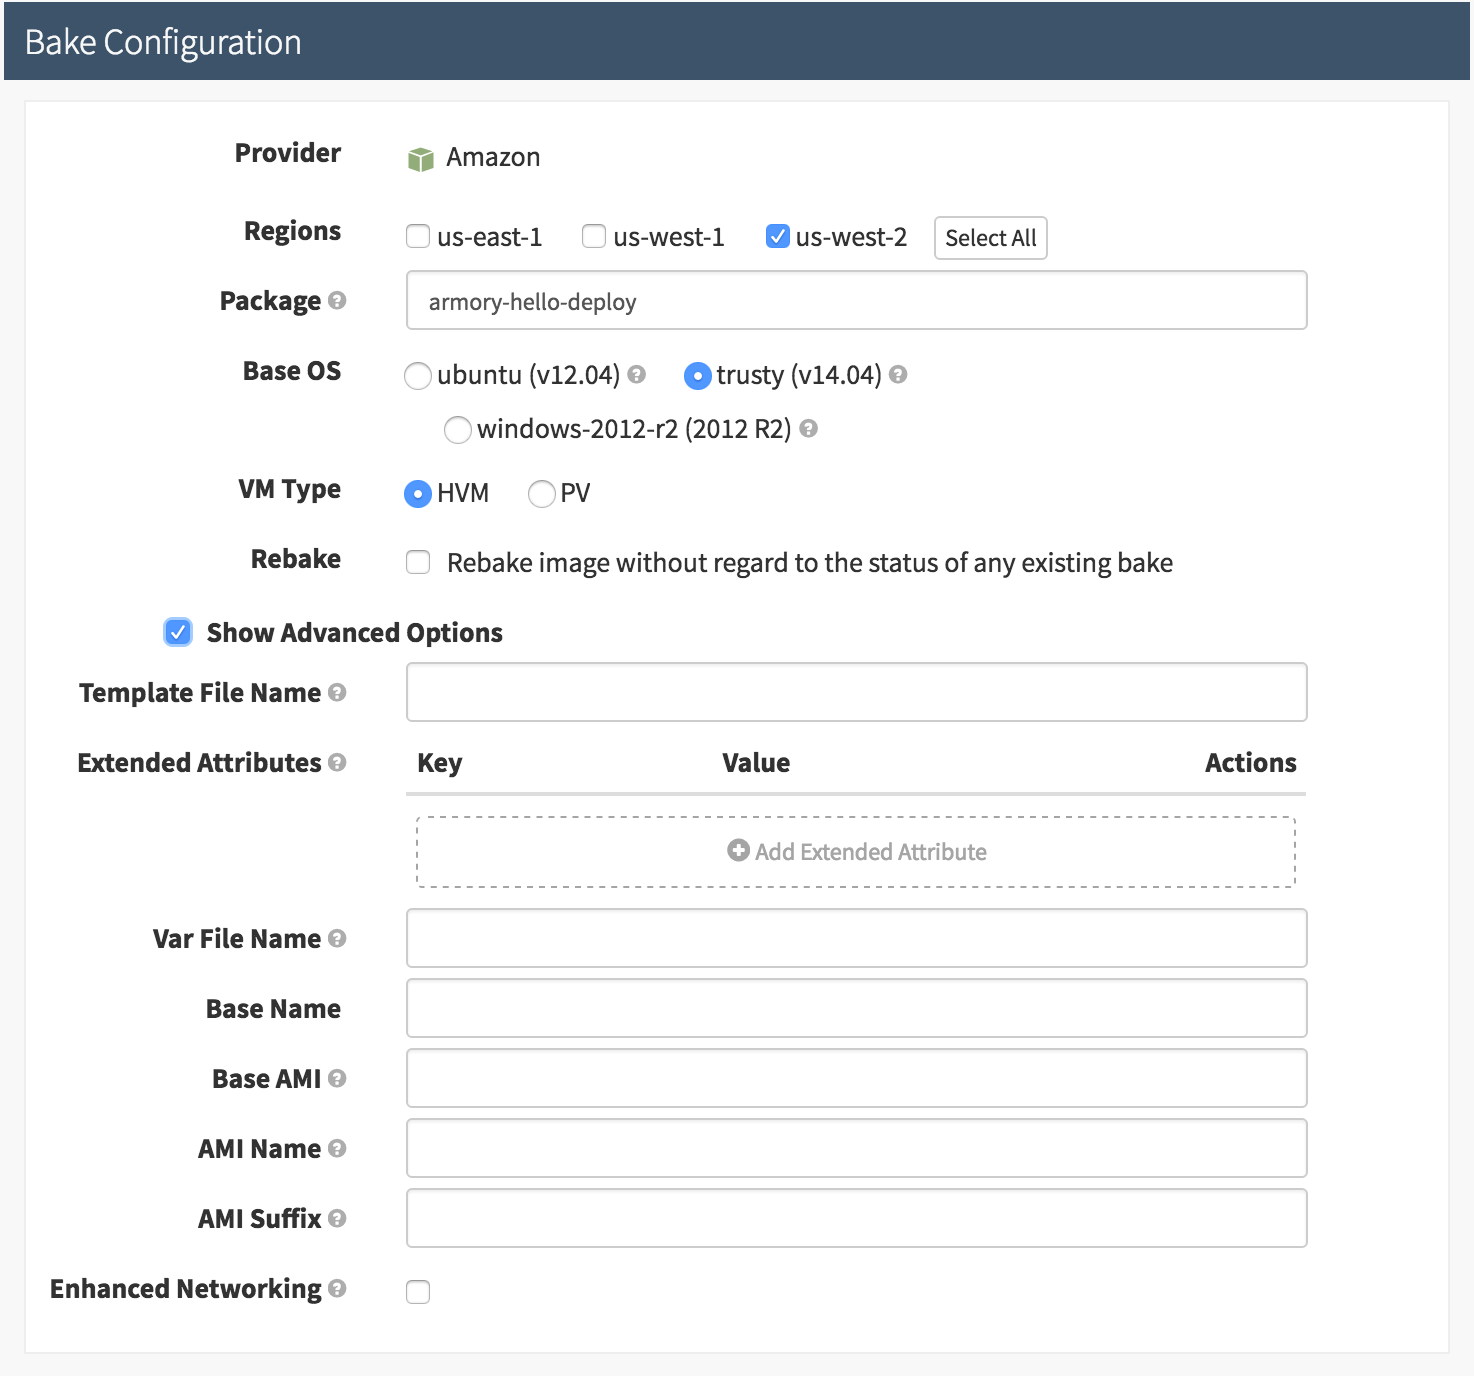 Bake Configuration
Provider Amazon
Regions us-east-1 us-west-1 us-west-2 Select All
Package armory-hello-deploy
Base OS ubuntu (v12.04) trusty (v14.04)
windows-2012-r2 (2012 R2)
VM Type HVM PV
Rebake Rebake image without regard to the status of any existing bake
Show Advanced Options
Template File Name
Extended Attributes Key Value Actions
Add Extended Attribute
Var File Name
Base Name
Base AMI
AMI Name
AMI Suffix
Enhanced Networking